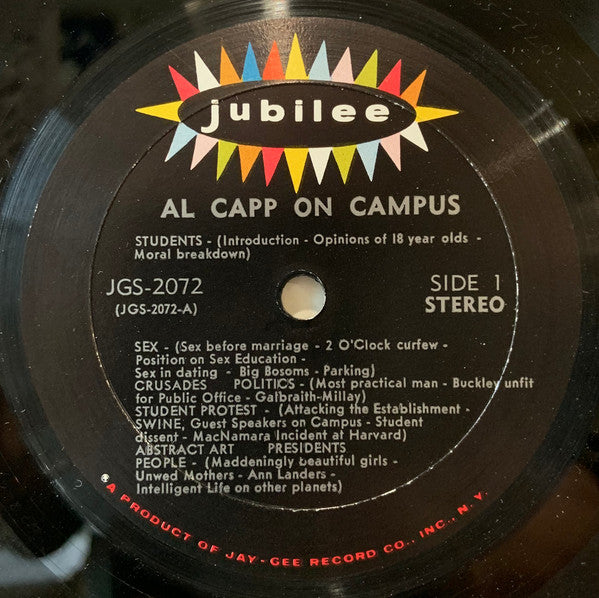 jubilee
AL CAPP ON CAMPUS
STUDENTS - (Introduction - Opinions of 18 year olds -
Moral breakdown)
JGS-2072
(JGS-2072-A)
SIDE 1
STEREO
SEX - (Sex before marriage - 2 O'Clock curfew -
Position on Sex Education -
Sex in dating - Big Bosoms - Parking)
CRUSADES POLITICS - (Most practical man - Buckley unfit
for Public Office - Galbraith-Millay)
STUDENT PROTEST - (Attacking the Establishment -
SWINE, Guest Speakers on Campus - Student
dissent - MacNamara Incident at Harvard)
ABSTRACT ART PRESIDENTS
PEOPLE - (Maddeningly beautiful girls -
Unwed Mothers - Ann Landers -
Intelligent Life on other planets)
A PRODUCT OF JAY-GEE RECORD CO., INC., N.Y.